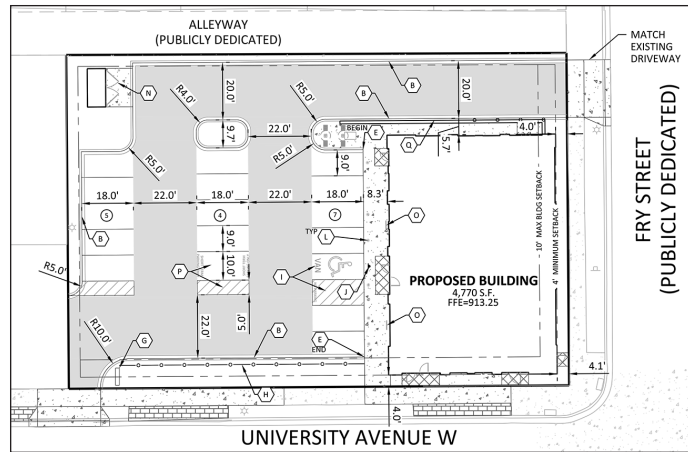 ALLEYWAY
(PUBLICLY DEDICATED)
MATCH
EXISTING
DRIVEWAY
FRY STREET
(PUBLICLY DEDICATED)
N
R4.0'
20.0'
R5.0'
B
B
20.0'
9.7'
22.0'
BEGIN
E
Q
4.0'
5.7'
R5.0'
R5.0'
9.0'
18.0'
22.0'
18.0'
22.0'
18.0'
8.3'
5
4
7
B
9.0'
TYP
L
O
10' MAX BLDG SETBACK
4' MINIMUM SETBACK
10.0'
P
I
VAN
J
R5.0'
PROPOSED BUILDING
4,770 S.F.
FFE=913.25
22.0'
5.0'
O
R10.0'
G
B
E
END
H
4.1'
4.0'
UNIVERSITY AVENUE W